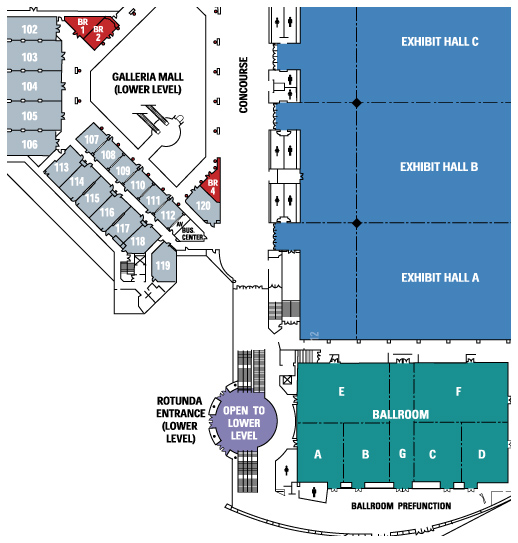 102
BR
1
BR
2
103
104
105
106
GALLERIA MALL
(LOWER LEVEL)
CONCOURSE
EXHIBIT HALL C
EXHIBIT HALL B
EXHIBIT HALL A
107
108
109
110
111
112
113
114
115
116
117
118
119
BR
4
120
AV
BUS.
CENTER
12
ROTUNDA
ENTRANCE
(LOWER
LEVEL)
OPEN TO
LOWER
LEVEL
E
F
BALLROOM
A
B
G
C
D
BALLROOM PREFUNCTION